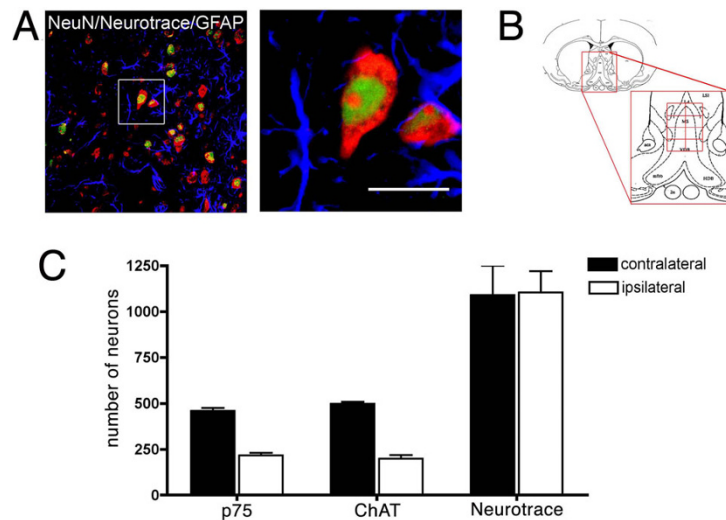 A
NeuN/Neurotrace/GFAP
B
C
number of neurons
1250
1000
750
500
250
0
contralateral
ipsilateral
p75
ChAT
Neurotrace